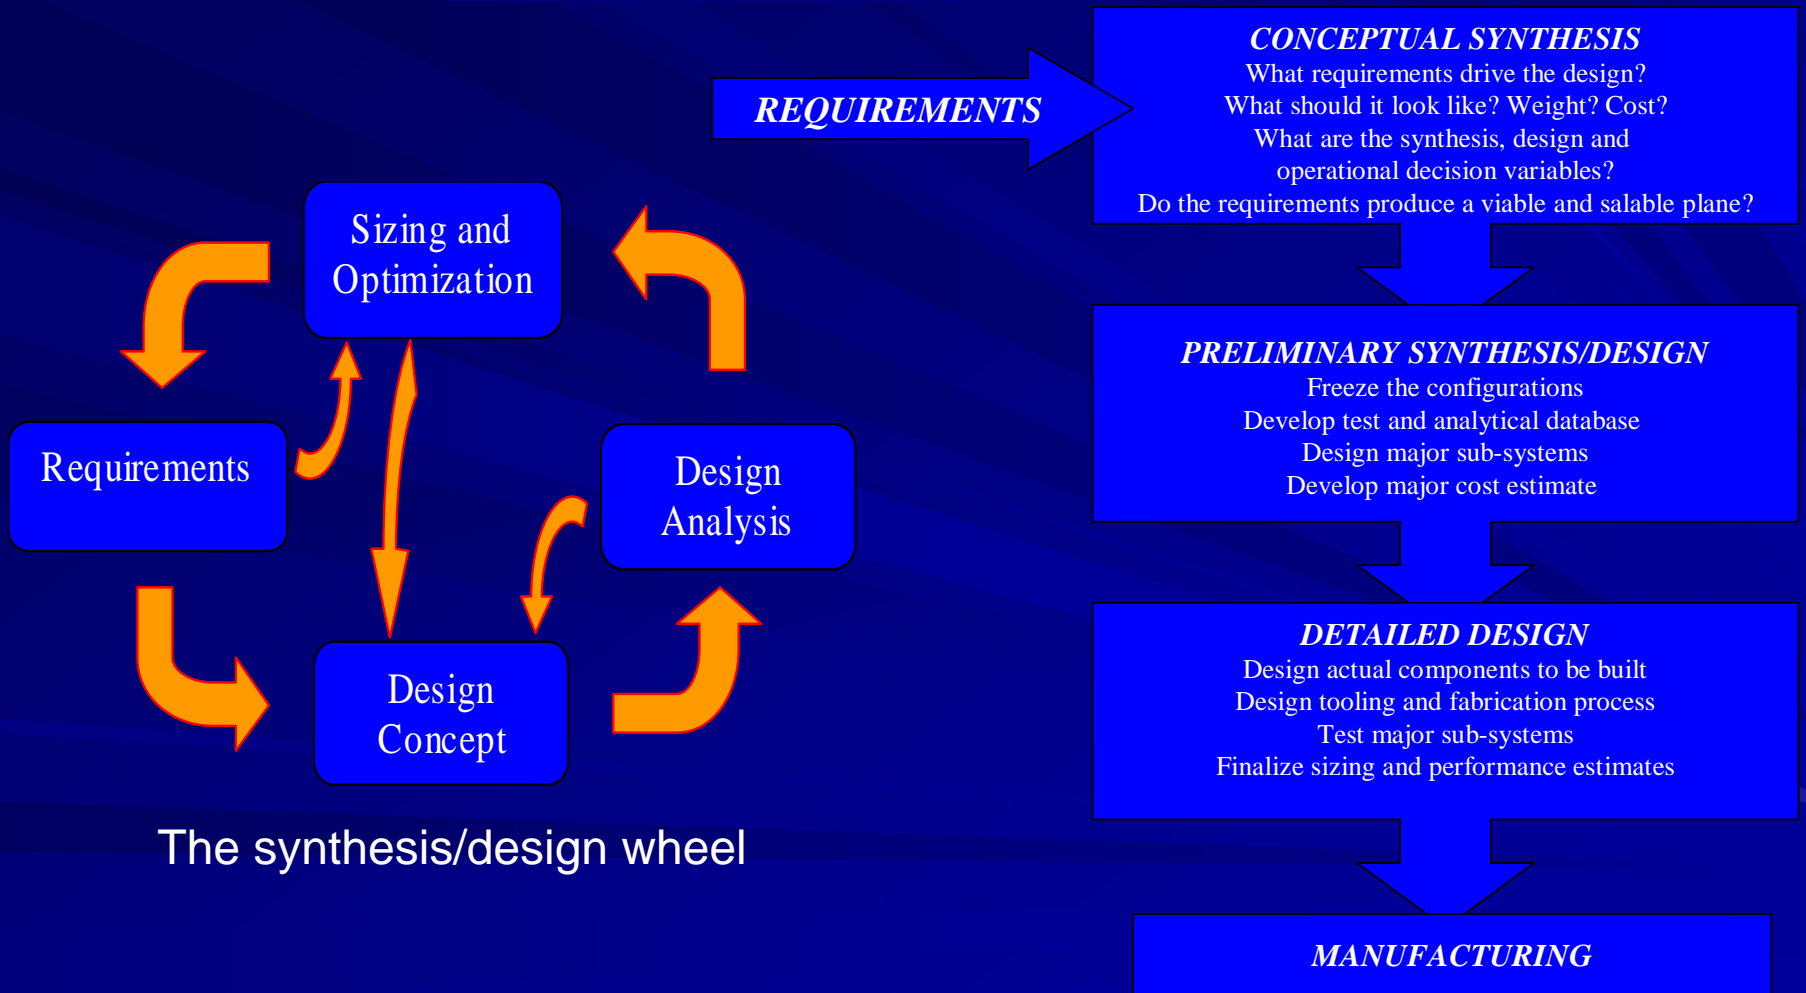 Sizing and
Optimization
Requirements
Design
Analysis
Design
Concept
The synthesis/design wheel
REQUIREMENTS
CONCEPTUAL SYNTHESIS
What requirements drive the design?
What should it look like? Weight? Cost?
What are the synthesis, design and
operational decision variables?
Do the requirements produce a viable and salable plane?
PRELIMINARY SYNTHESIS/DESIGN
Freeze the configurations
Develop test and analytical database
Design major sub-systems
Develop major cost estimate
DETAILED DESIGN
Design actual components to be built
Design tooling and fabrication process
Test major sub-systems
Finalize sizing and performance estimates
MANUFACTURING